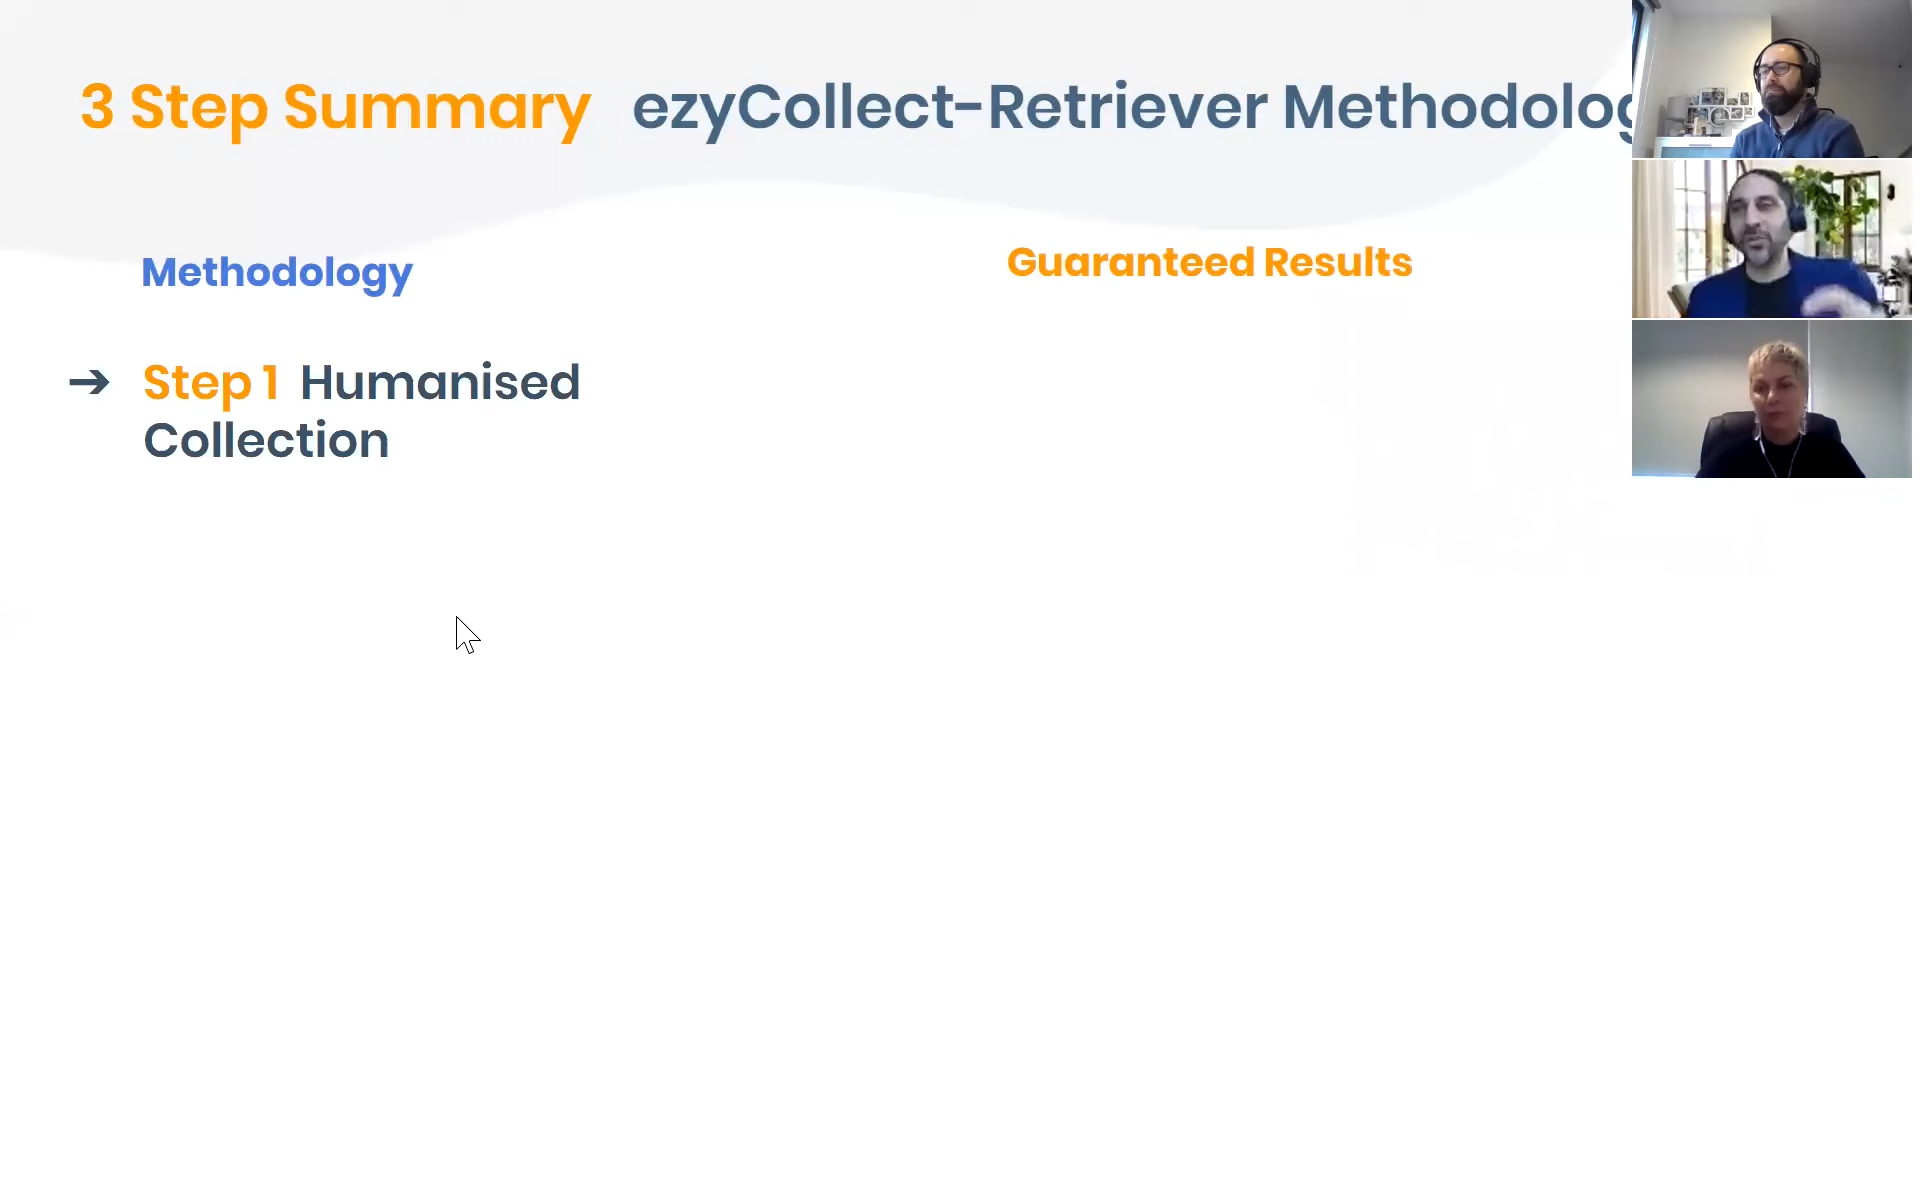 3 Step Summary ezyCollect-Retriever Methodolog
Methodology
Guaranteed Results
➔ Step 1 Humanised
Collection